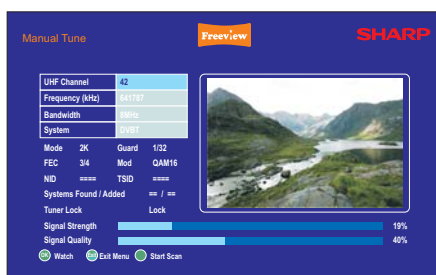 Manual Tune
Freeview
SHARP
UHF Channel 42
Frequency (kHz) 641787
Bandwidth 8MHz
System DVBT
Mode 2K Guard 1/32
FEC 3/4 Mod QAM16
NID ==== TSID ====
Systems Found / Added == / ==
Tuner Lock Lock
Signal Strength 19%
Signal Quality 40%
OK Watch Exit Exit Menu Start Scan